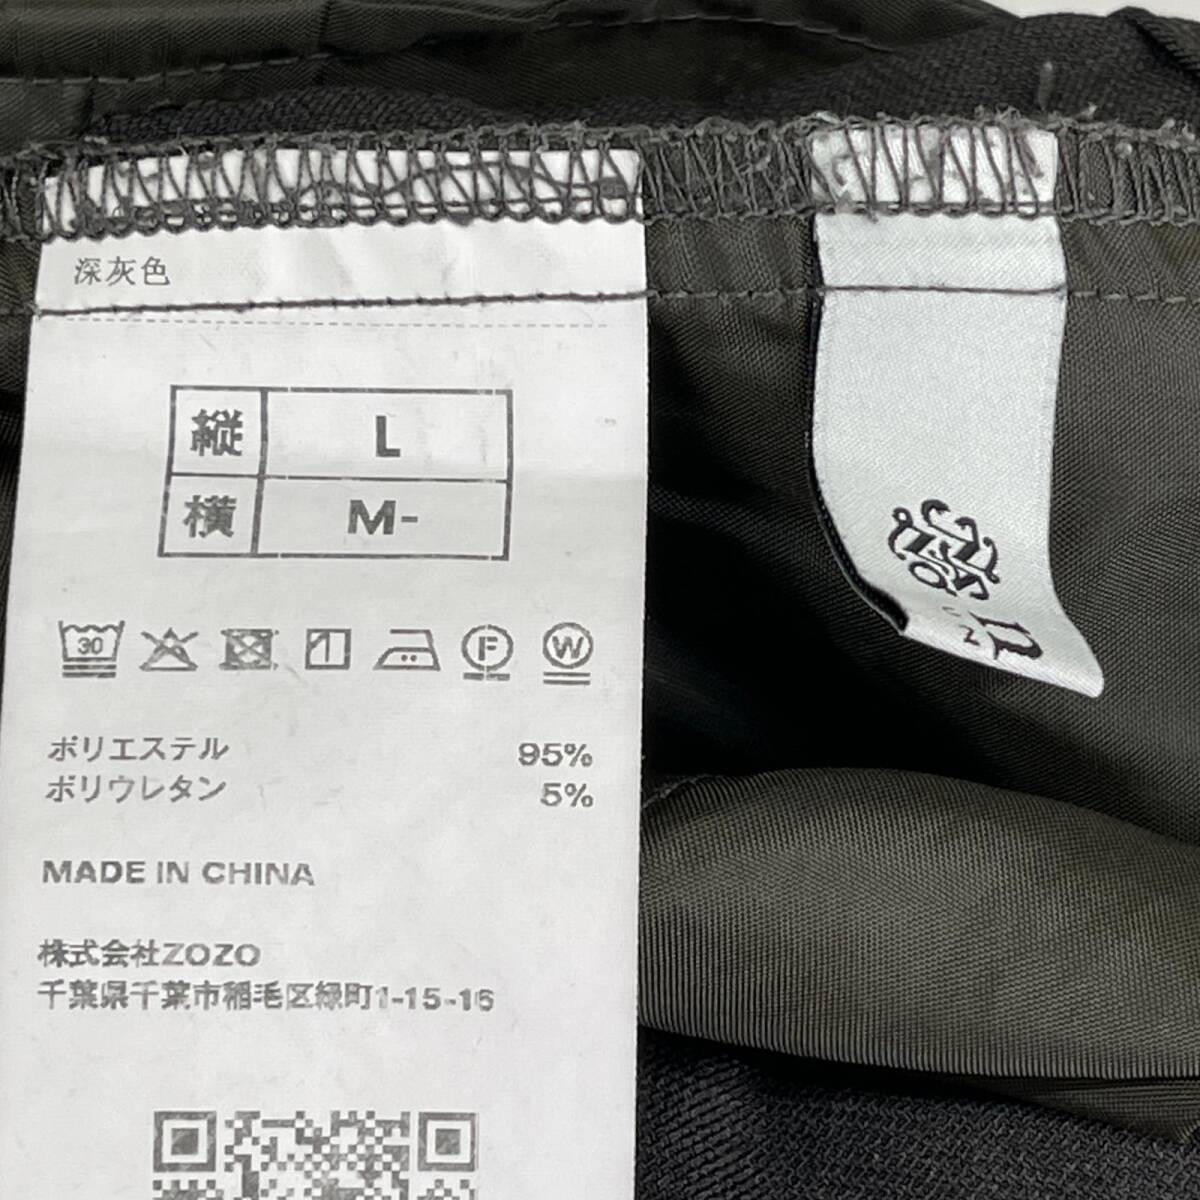 深灰色
縦 L
横 M-
30 F W
ポリエステル 95%
ポリウレタン 5%
MADE IN CHINA
株式会社ZOZO
千葉県千葉市稲毛区緑町1-15-16